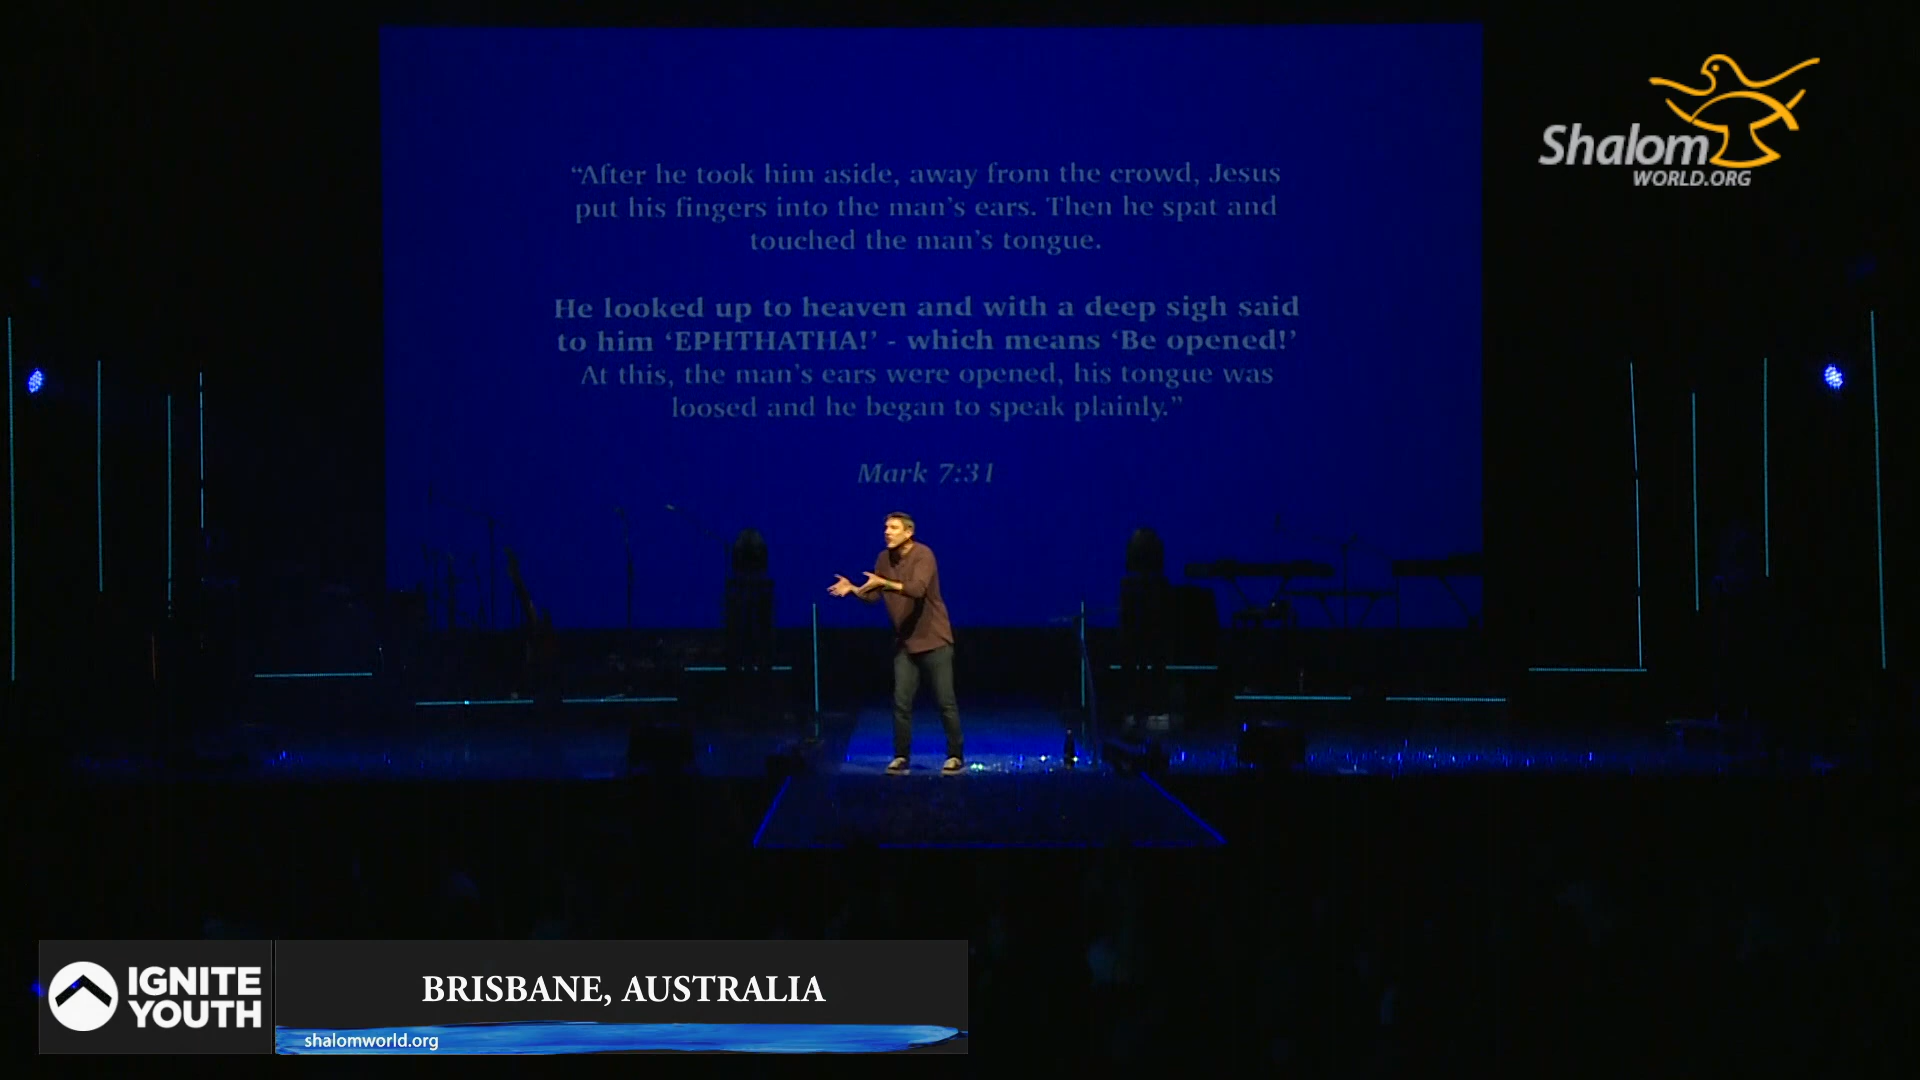 “After he took him aside, away from the crowd, Jesus
put his fingers into the man’s ears. Then he spat and
touched the man’s tongue.
He looked up to heaven and with a deep sigh said
to him ‘EPHTHATHA!’ - which means ‘Be opened!’
At this, the man’s ears were opened, his tongue was
loosed and he began to speak plainly.”
Mark 7:31
Shalom
WORLD.ORG
IGNITE
YOUTH
BRISBANE, AUSTRALIA
shalomworld.org